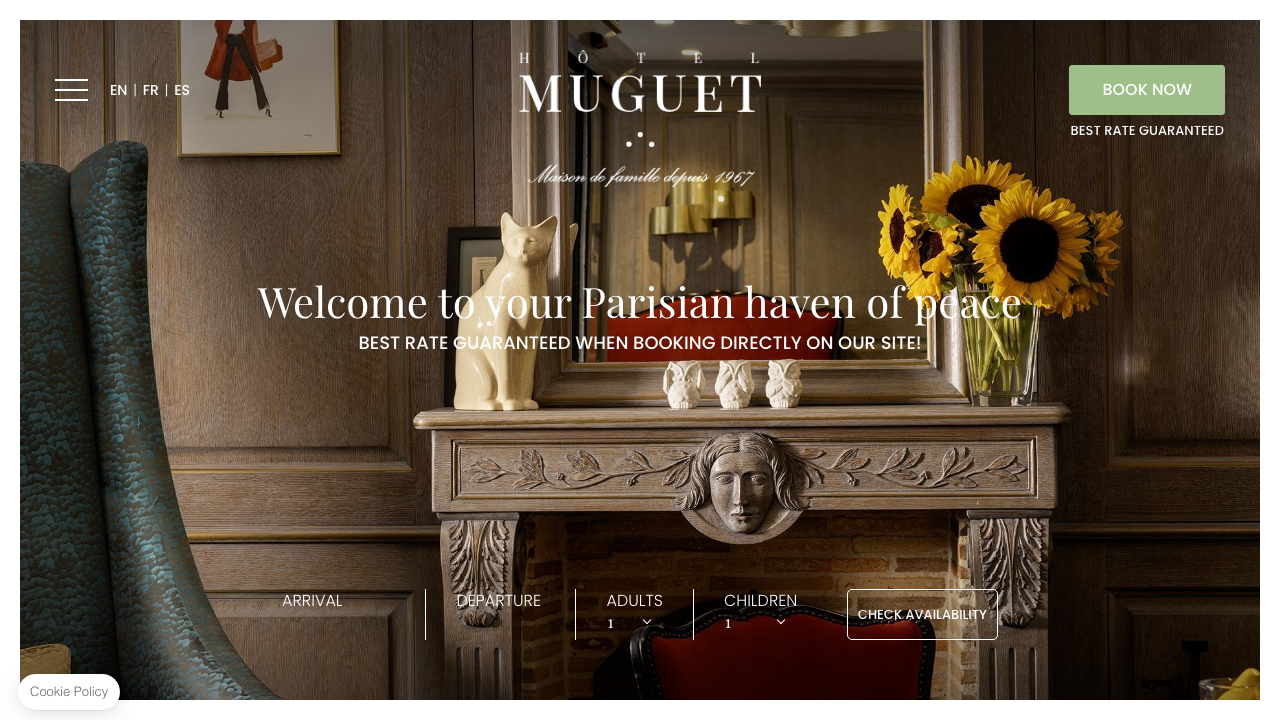 EN | FR | ES
HÔTEL
MUGUET
Maison de famille depuis 1967
BOOK NOW
BEST RATE GUARANTEED
Welcome to your Parisian haven of peace
BEST RATE GUARANTEED WHEN BOOKING DIRECTLY ON OUR SITE!
ARRIVAL DEPARTURE ADULTS CHILDREN
1 1
CHECK AVAILABILITY
Cookie Policy